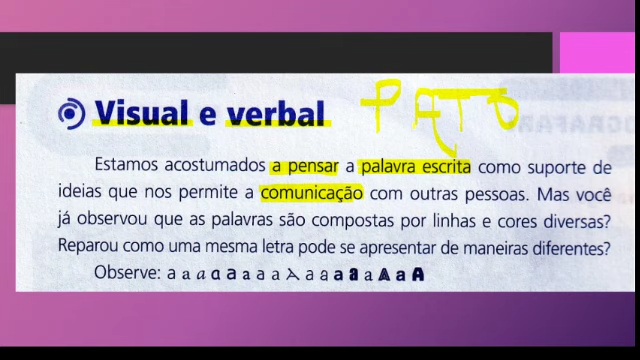 Visual e verbal PATO
Estamos acostumados a pensar a palavra escrita como suporte de
ideias que nos permite a comunicação com outras pessoas. Mas você
já observou que as palavras são compostas por linhas e cores diversas?
Reparou como uma mesma letra pode se apresentar de maneiras diferentes?
Observe: a a a a a a a a A a a a a a A a A